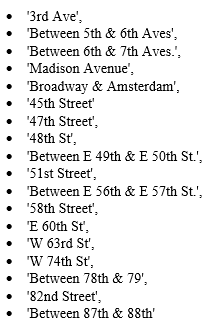 • '3rd Ave',
• 'Between 5th & 6th Aves',
• 'Between 6th & 7th Aves.',
• 'Madison Avenue',
• 'Broadway & Amsterdam',
• '45th Street'
• '47th Street',
• '48th St',
• 'Between E 49th & E 50th St.',
• '51st Street',
• 'Between E 56th & E 57th St.',
• '58th Street',
• 'E 60th St',
• 'W 63rd St',
• 'W 74th St',
• 'Between 78th & 79',
• '82nd Street',
• 'Between 87th & 88th'